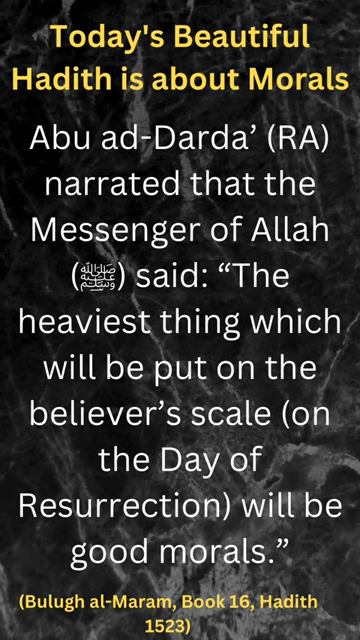 Today's Beautiful
Hadith is about Morals
Abu ad-Darda’ (RA)
narrated that the
Messenger of Allah
(ﷺ) said: “The
heaviest thing which
will be put on the
believer’s scale (on
the Day of
Resurrection) will be
good morals.”
(Bulugh al-Maram, Book 16, Hadith
1523)